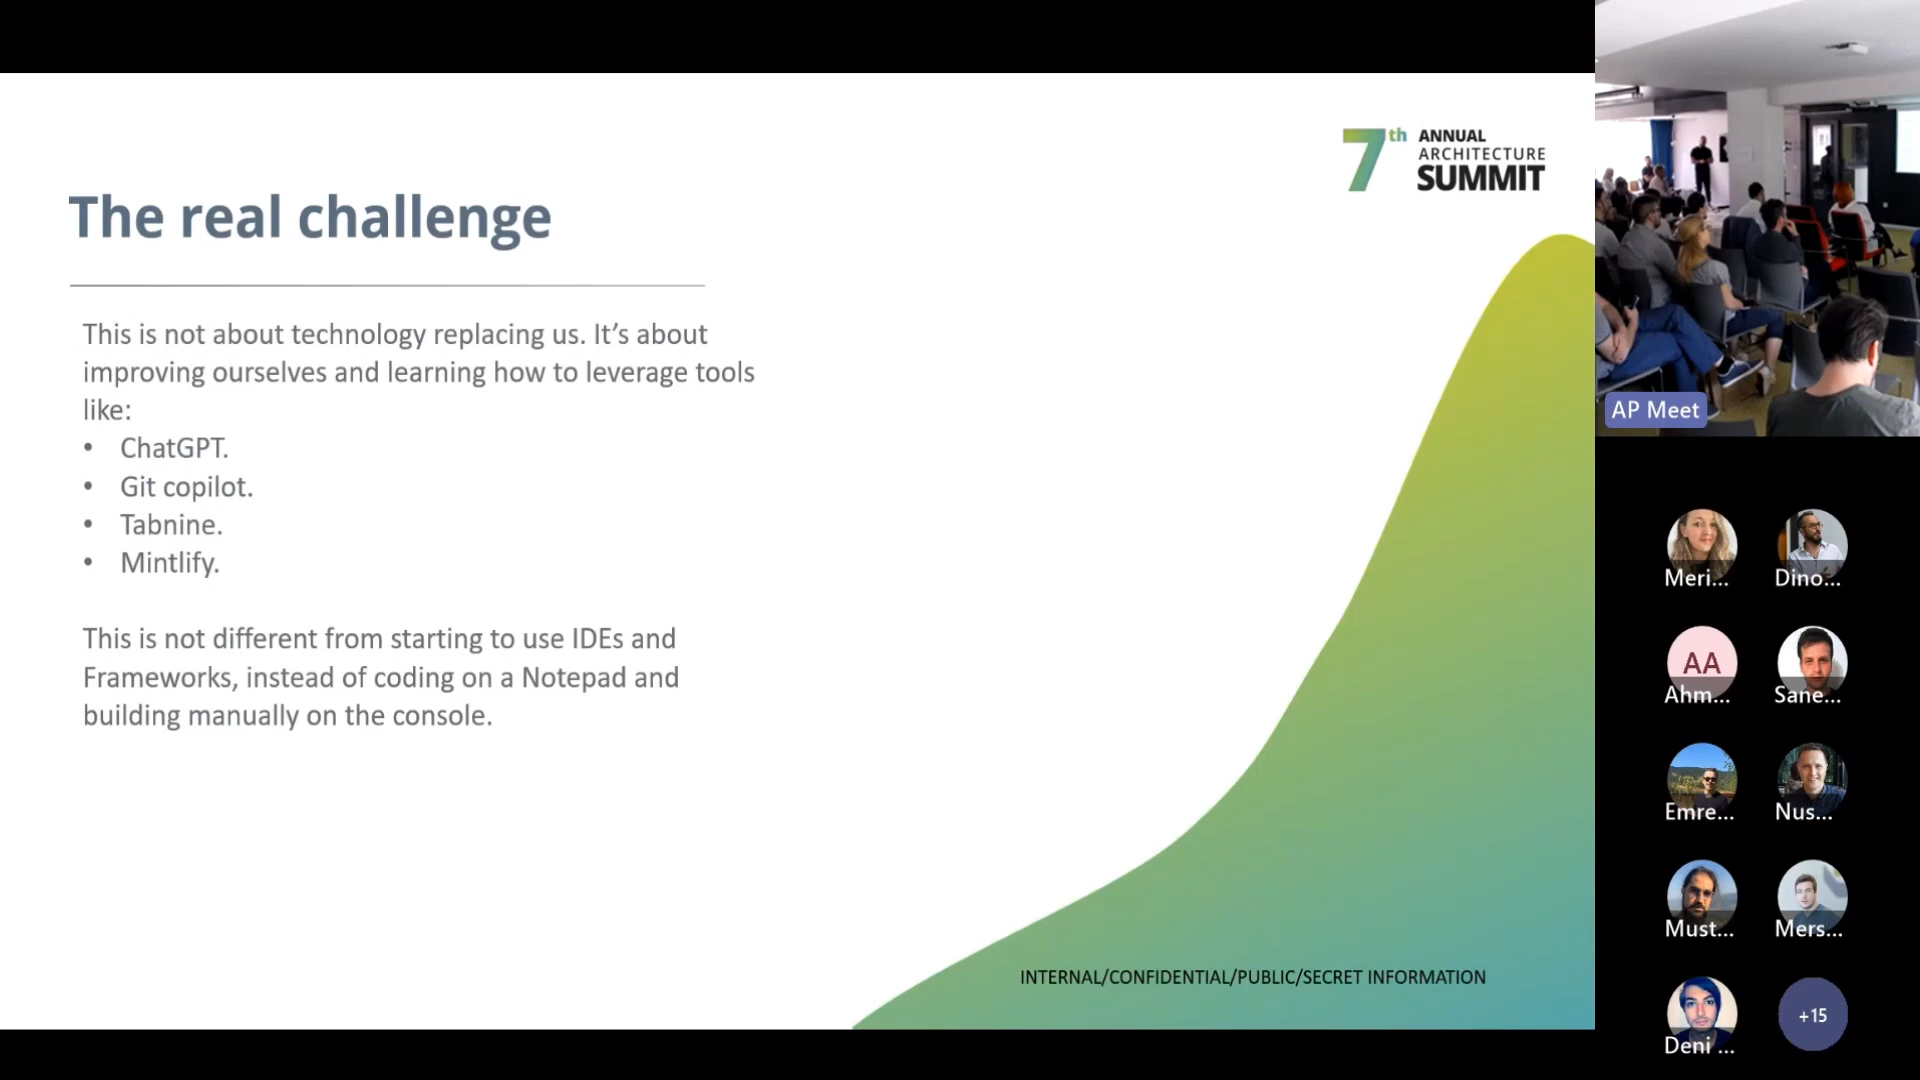 7th
ANNUAL
ARCHITECTURE
SUMMIT
The real challenge
This is not about technology replacing us. It’s about
improving ourselves and learning how to leverage tools
like:
• ChatGPT.
• Git copilot.
• Tabnine.
• Mintlify.
This is not different from starting to use IDEs and
Frameworks, instead of coding on a Notepad and
building manually on the console.
INTERNAL/CONFIDENTIAL/PUBLIC/SECRET INFORMATION
AP Meet
Meri...
Dino...
AA
Ahm...
Sane...
Emre...
Nus...
Must...
Mers...
Deni ...
+15